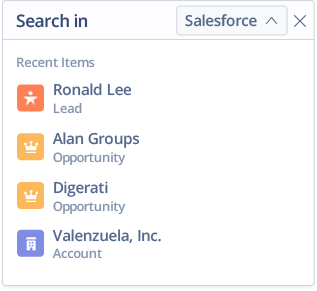 Search in
Salesforce
Recent Items
Ronald Lee
Lead
Alan Groups
Opportunity
Digerati
Opportunity
Valenzuela, Inc.
Account